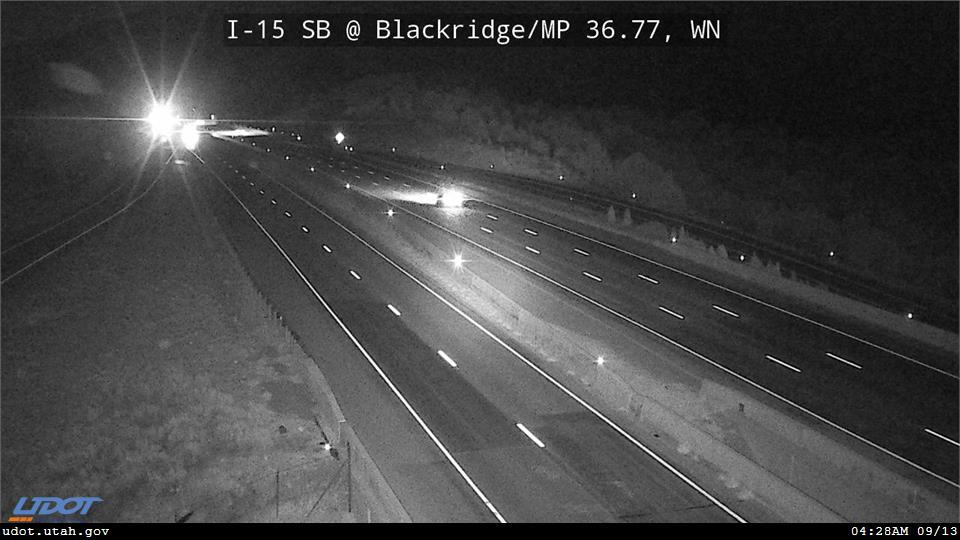 I-15 SB @ Blackridge/MP 36.77, WN
UDOT
udot.utah.gov 04:28AM 09/13